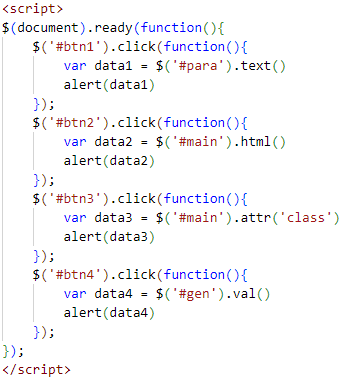 <script>
$(document).ready(function(){
    $('#btn1').click(function(){
        var data1 = $('#para').text()
        alert(data1)
    });
    $('#btn2').click(function(){
        var data2 = $('#main').html()
        alert(data2)
    });
    $('#btn3').click(function(){
        var data3 = $('#main').attr('class')
        alert(data3)
    });
    $('#btn4').click(function(){
        var data4 = $('#gen').val()
        alert(data4)
    });
});
</script>